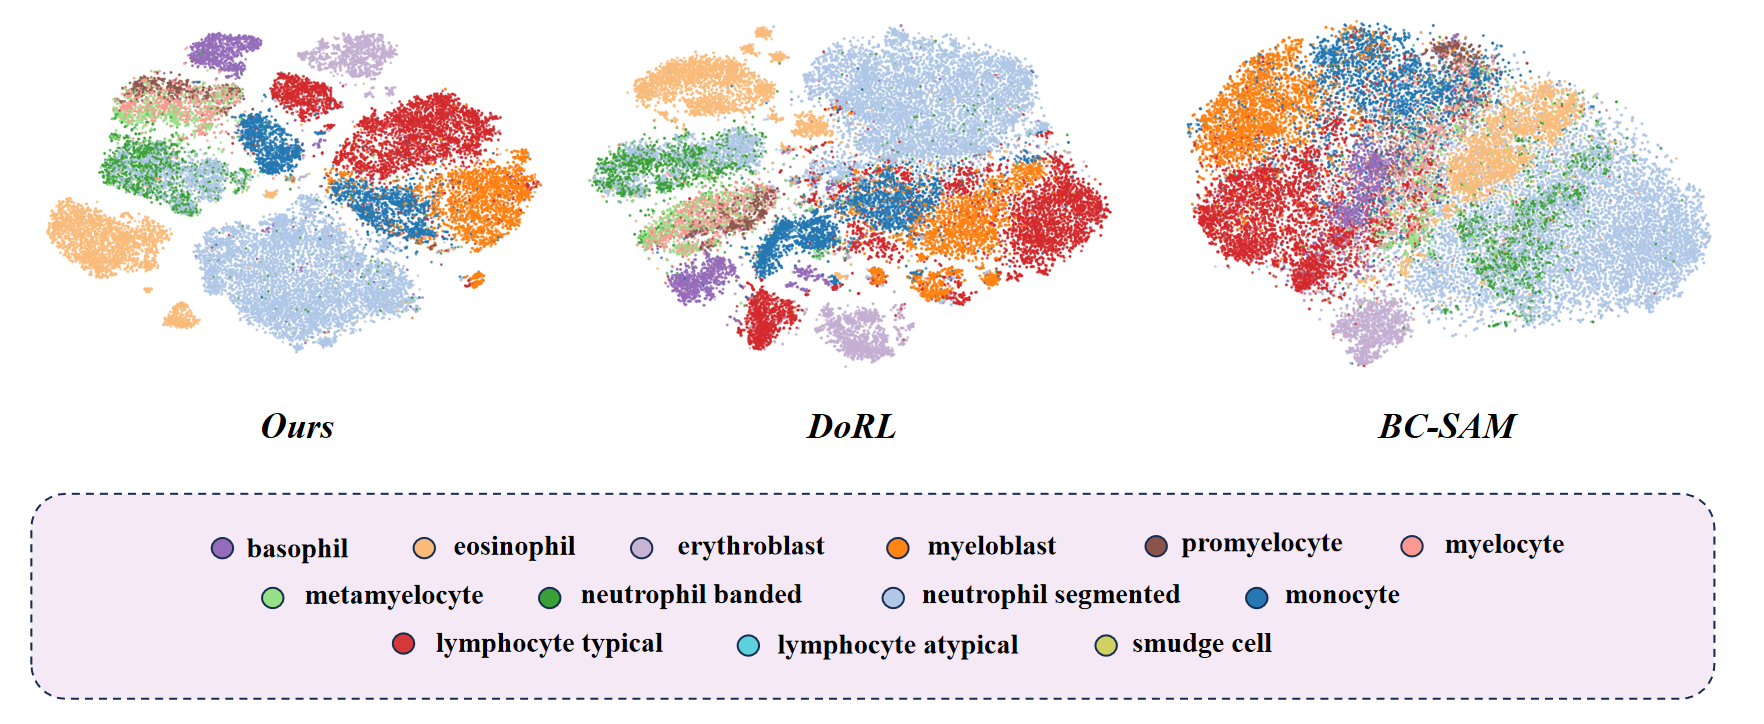 Ours DoRL BC-SAM
basophil eosinophil erythroblast myeloblast promyelocyte myelocyte
metamyelocyte neutrophil banded neutrophil segmented monocyte
lymphocyte typical lymphocyte atypical smudge cell